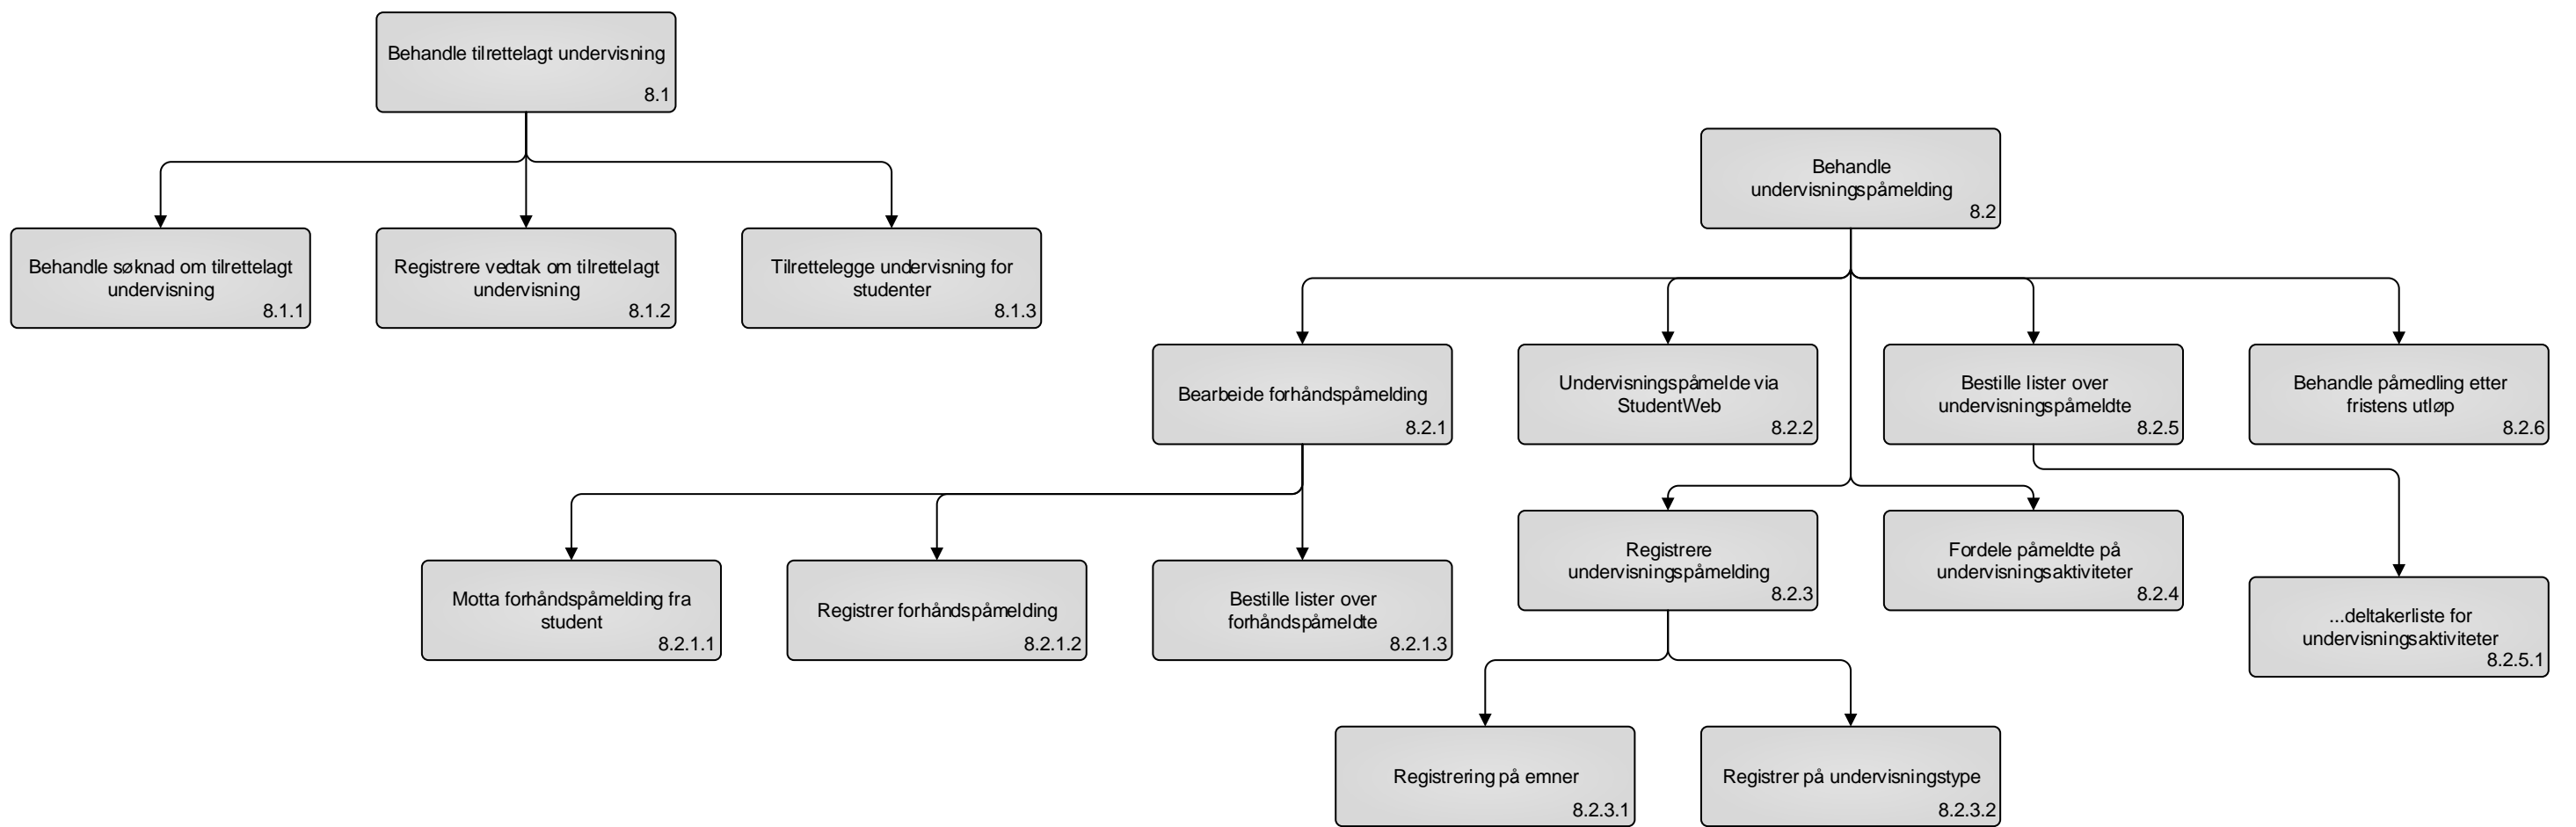 Behandle tilrettelagt undervisning
8.1
Behandle søknad om tilrettelagt
undervisning
8.1.1
Registrere vedtak om tilrettelagt
undervisning
8.1.2
Tilrettelegge undervisning for
studenter
8.1.3
Behandle
undervisningspåmelding
8.2
Bearbeide forhåndspåmelding
8.2.1
Undervisningspåmelde via
StudentWeb
8.2.2
Bestille lister over
undervisningspåmeldte
8.2.5
Behandle påmedling etter
fristens utløp
8.2.6
Motta forhåndspåmelding fra
student
8.2.1.1
Registrer forhåndspåmelding
8.2.1.2
Bestille lister over
forhåndspåmeldte
8.2.1.3
Registrere
undervisningspåmelding
8.2.3
Fordele påmeldte på
undervisningsaktiviteter
8.2.4
...deltakerliste for
undervisningsaktiviteter
8.2.5.1
Registrering på emner
8.2.3.1
Registrer på undervisningstype
8.2.3.2